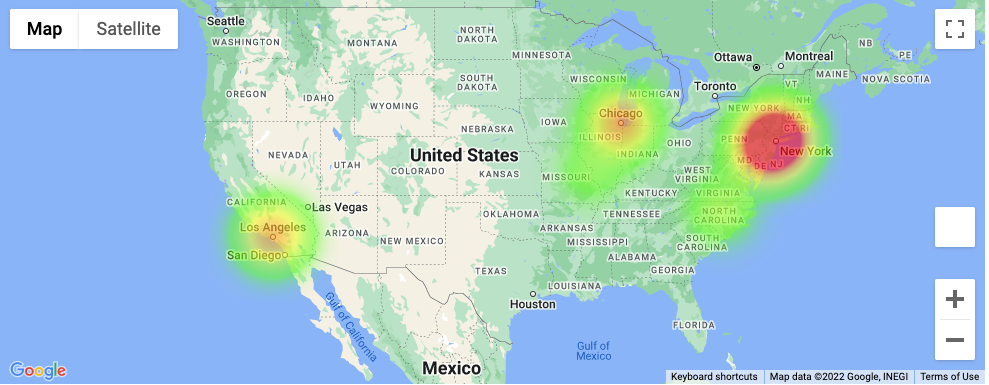 Map
Satellite
Seattle
WASHINGTON
MONTANA
NORTH
DAKOTA
MINNESOTA
Ottawa
Montreal
NB
PE
MAINE
NOVA SCOTIA
OREGON
IDAHO
WYOMING
SOUTH
DAKOTA
WISCONSIN
MICHIGAN
Toronto
VT
NH
NEW YORK
MA
CT RI
Chicago
IOWA
ILLINOIS
INDIANA
OHIO
PENN
New York
MD
DE
NJ
NEBRASKA
United States
NEVADA
UTAH
COLORADO
KANSAS
MISSOURI
WEST
VIRGINIA
VIRGINIA
KENTUCKY
CALIFORNIA
Las Vegas
Los Angeles
San Diego
ARIZONA
NEW MEXICO
OKLAHOMA
ARKANSAS
TENNESSEE
NORTH
CAROLINA
SOUTH
CAROLINA
MISSISSIPPI
ALABAMA
GEORGIA
TEXAS
LOUISIANA
Houston
FLORIDA
Gulf of
California
Gulf of
Mexico
Mexico
Google
Keyboard shortcuts
Map data ©2022 Google, INEGI
Terms of Use